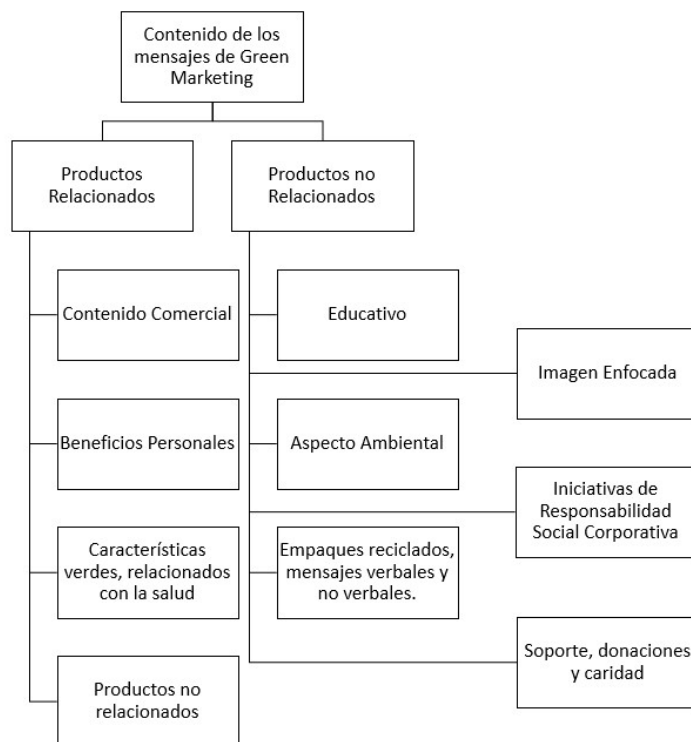 Contenido de los
mensajes de Green
Marketing
Productos
Relacionados
Productos no
Relacionados
Contenido Comercial
Educativo
Imagen Enfocada
Beneficios Personales
Aspecto Ambiental
Iniciativas de
Responsabilidad
Social Corporativa
Características
verdes, relacionados
con la salud
Empaques reciclados,
mensajes verbales y
no verbales.
Soporte, donaciones
y caridad
Productos no
relacionados